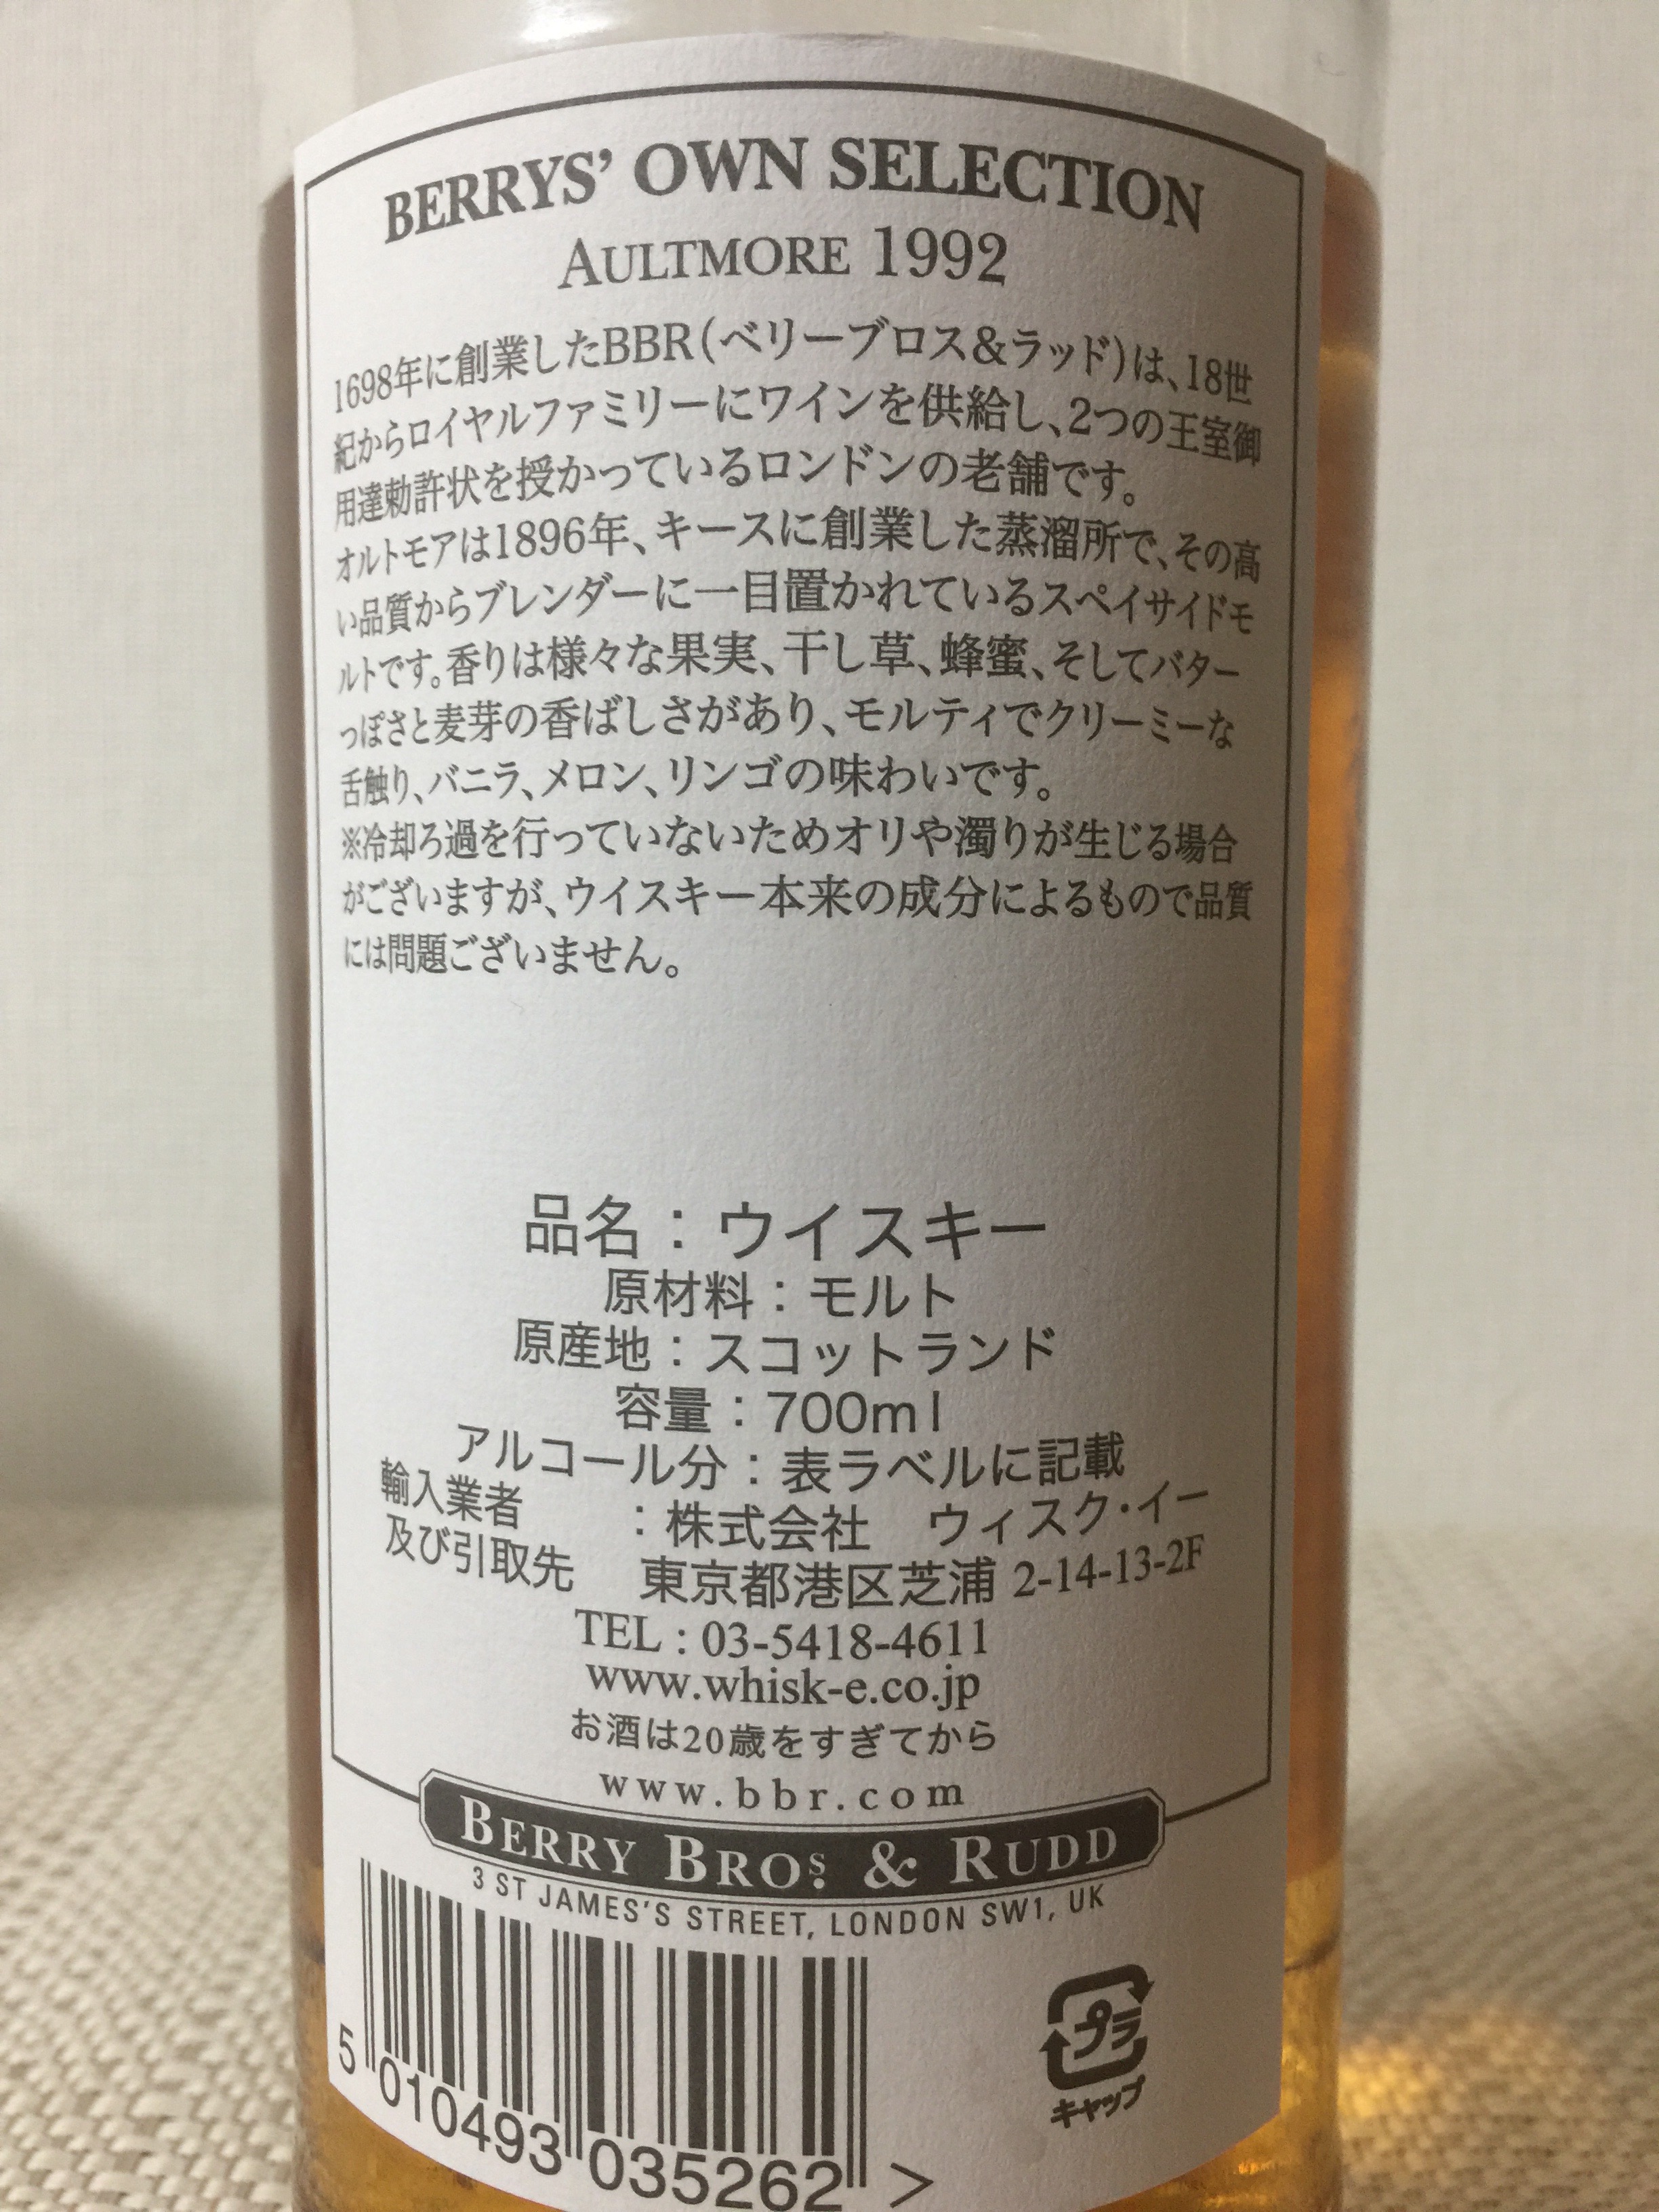 BERRYS' OWN SELECTION
AULTMORE 1992
1698年に創業したBBR(ベリーブロス&ラッド)は、18世
紀からロイヤルファミリーにワインを供給し、2つの王室御
用達勅許状を授かっているロンドンの老舗です。
オルトモアは1896年、キースに創業した蒸溜所で、その高
い品質からブレンダーに一目置かれているスペイサイドモ
ルトです。香りは様々な果実、干し草、蜂蜜、そしてバター
っぽさと麦芽の香ばしさがあり、モルティでクリーミーな
舌触り、バニラ、メロン、リンゴの味わいです。
※冷却ろ過を行っていないためオリや濁りが生じる場合
がございますが、ウイスキー本来の成分によるもので品質
には問題ございません。
品名：ウイスキー
原材料：モルト
原産地：スコットランド
容量：700ml
アルコール分：表ラベルに記載
輸入業者
及び引取先
：株式会社　ウィスク・イー
東京都港区芝浦 2-14-13-2F
TEL : 03-5418-4611
www.whisk-e.co.jp
お酒は20歳をすぎてから
www.bbr.com
BERRY BROS. & RUDD
3 ST JAMES'S STREET, LONDON SW1, UK
5 010493 035262 >
プラ
キャップ